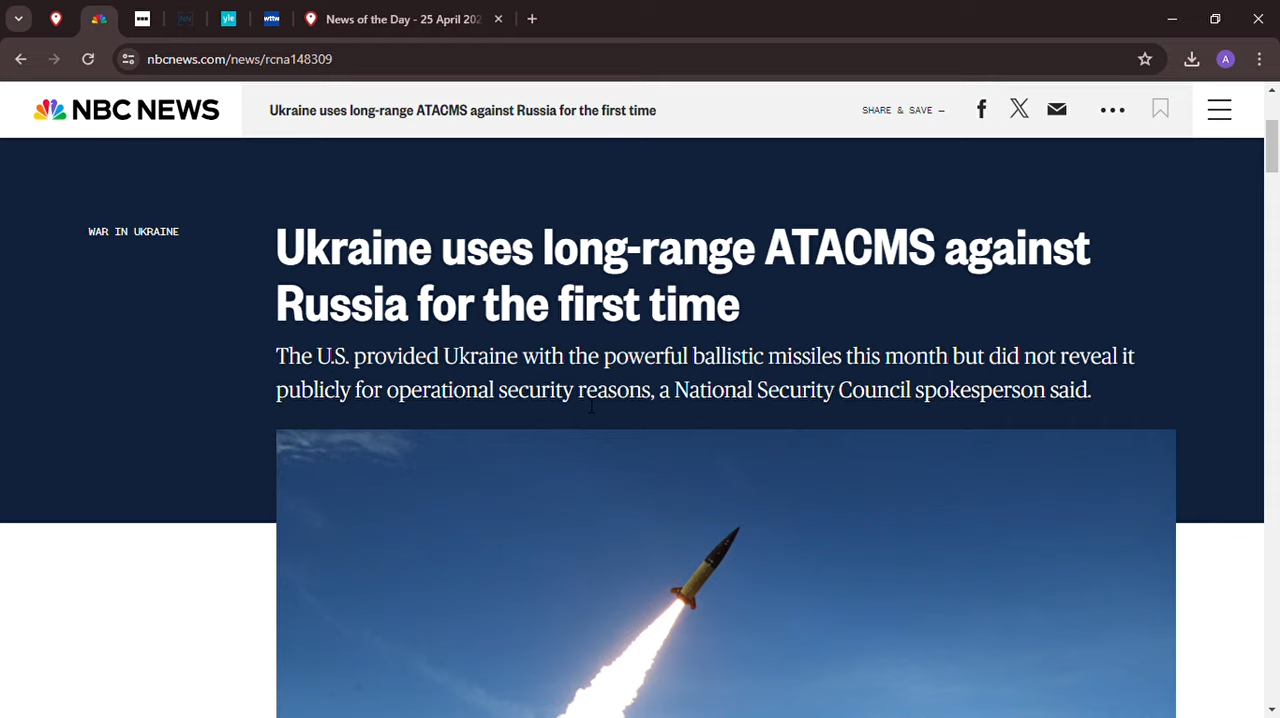 NN
yle
wttw
News of the Day - 25 April 202
nbcnews.com/news/rcna148309
A
NBC NEWS
Ukraine uses long-range ATACMS against Russia for the first time
SHARE & SAVE —
WAR IN UKRAINE
Ukraine uses long-range ATACMS against
Russia for the first time
The U.S. provided Ukraine with the powerful ballistic missiles this month but did not reveal it
publicly for operational security reasons, a National Security Council spokesperson said.